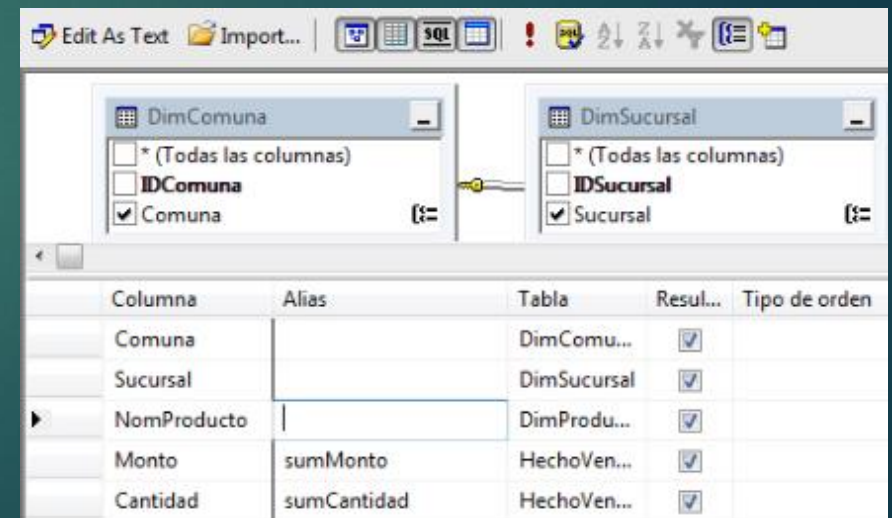 Edit As Text Import... SQL
DimComuna
* (Todas las columnas)
IDComuna
Comuna
DimSucursal
* (Todas las columnas)
IDSucursal
Sucursal
Columna Alias Tabla Resul... Tipo de orden
Comuna DimComu...
Sucursal DimSucursal
NomProducto DimProdu...
Monto sumMonto HechoVen...
Cantidad sumCantidad HechoVen...